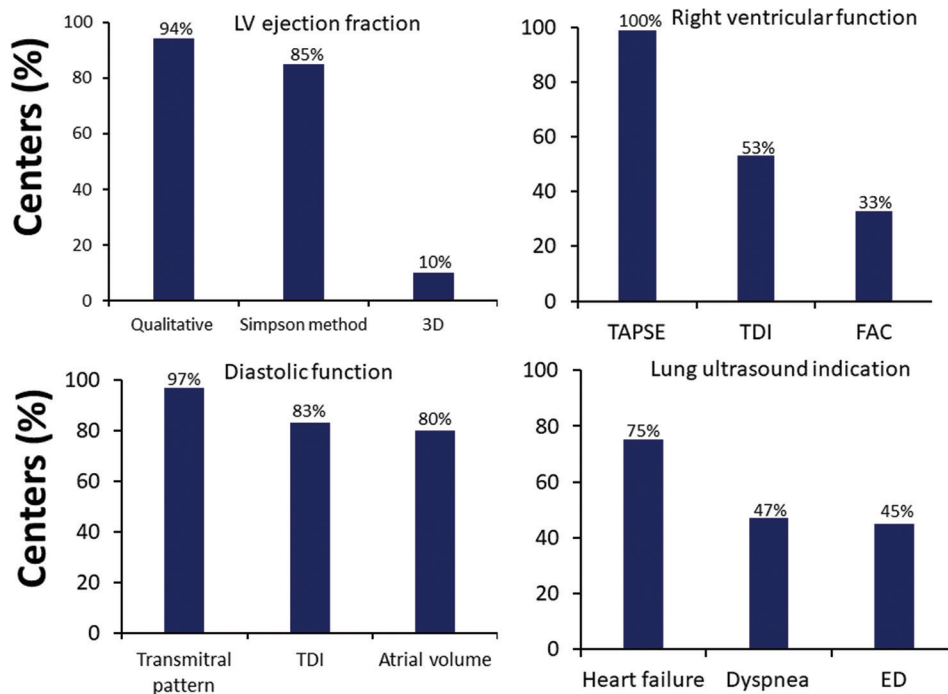 LV ejection fraction
Centers (%)
100
80
60
40
20
0
94%
85%
10%
Qualitative
Simpson method
3D
Right ventricular function
100
80
60
40
20
0
100%
53%
33%
TAPSE
TDI
FAC
Diastolic function
Centers (%)
100
80
60
40
20
0
97%
83%
80%
Transmitral
pattern
TDI
Atrial volume
Lung ultrasound indication
100
80
60
40
20
0
75%
47%
45%
Heart failure
Dyspnea
ED